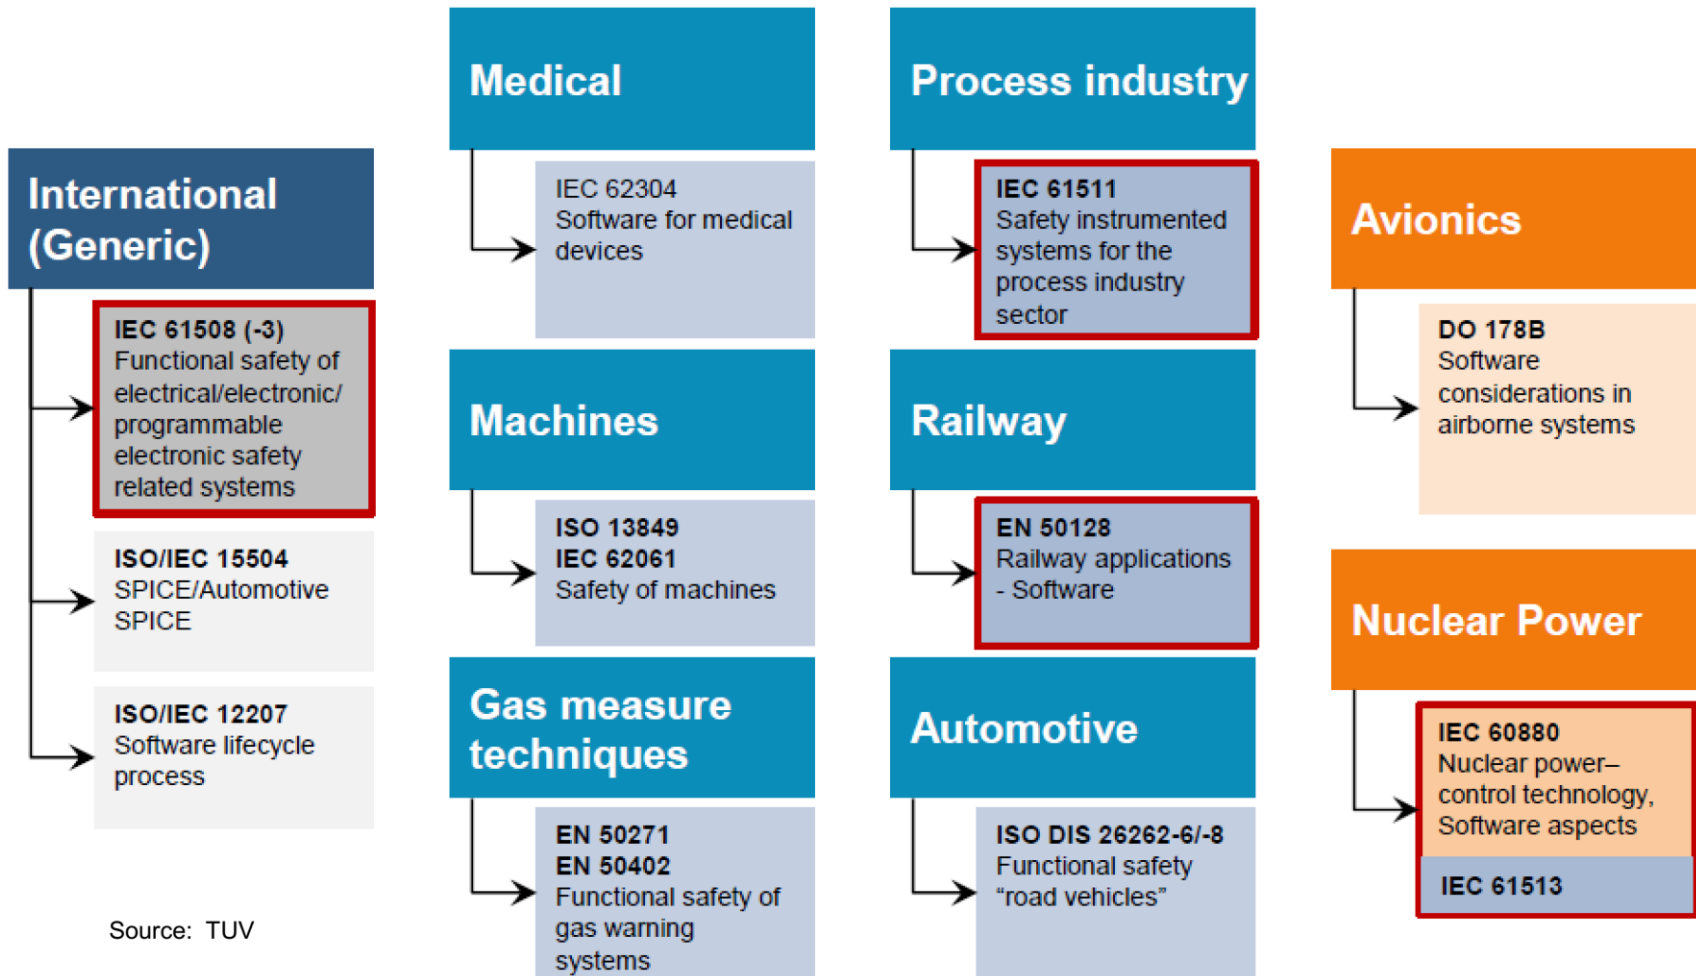 International
(Generic)
IEC 61508 (-3)
Functional safety of
electrical/electronic/
programmable
electronic safety
related systems
ISO/IEC 15504
SPICE/Automotive
SPICE
ISO/IEC 12207
Software lifecycle
process
Source: TUV
Medical
IEC 62304
Software for medical
devices
Machines
ISO 13849
IEC 62061
Safety of machines
Gas measure
techniques
EN 50271
EN 50402
Functional safety of
gas warning
systems
Process industry
IEC 61511
Safety instrumented
systems for the
process industry
sector
Railway
EN 50128
Railway applications
- Software
Automotive
ISO DIS 26262-6/-8
Functional safety
“road vehicles”
Avionics
DO 178B
Software
considerations in
airborne systems
Nuclear Power
IEC 60880
Nuclear power–
control technology,
Software aspects
IEC 61513